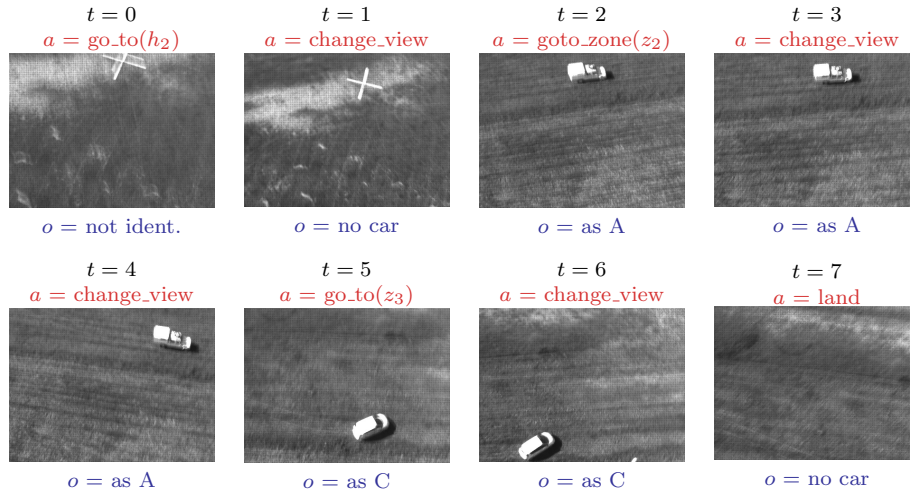 t = 0
a = go_to(h₂)
o = not ident.
t = 1
a = change_view
o = no car
t = 2
a = goto_zone(z₂)
o = as A
t = 3
a = change_view
o = as A
t = 4
a = change_view
o = as A
t = 5
a = go_to(z₃)
o = as C
t = 6
a = change_view
o = as C
t = 7
a = land
o = no car